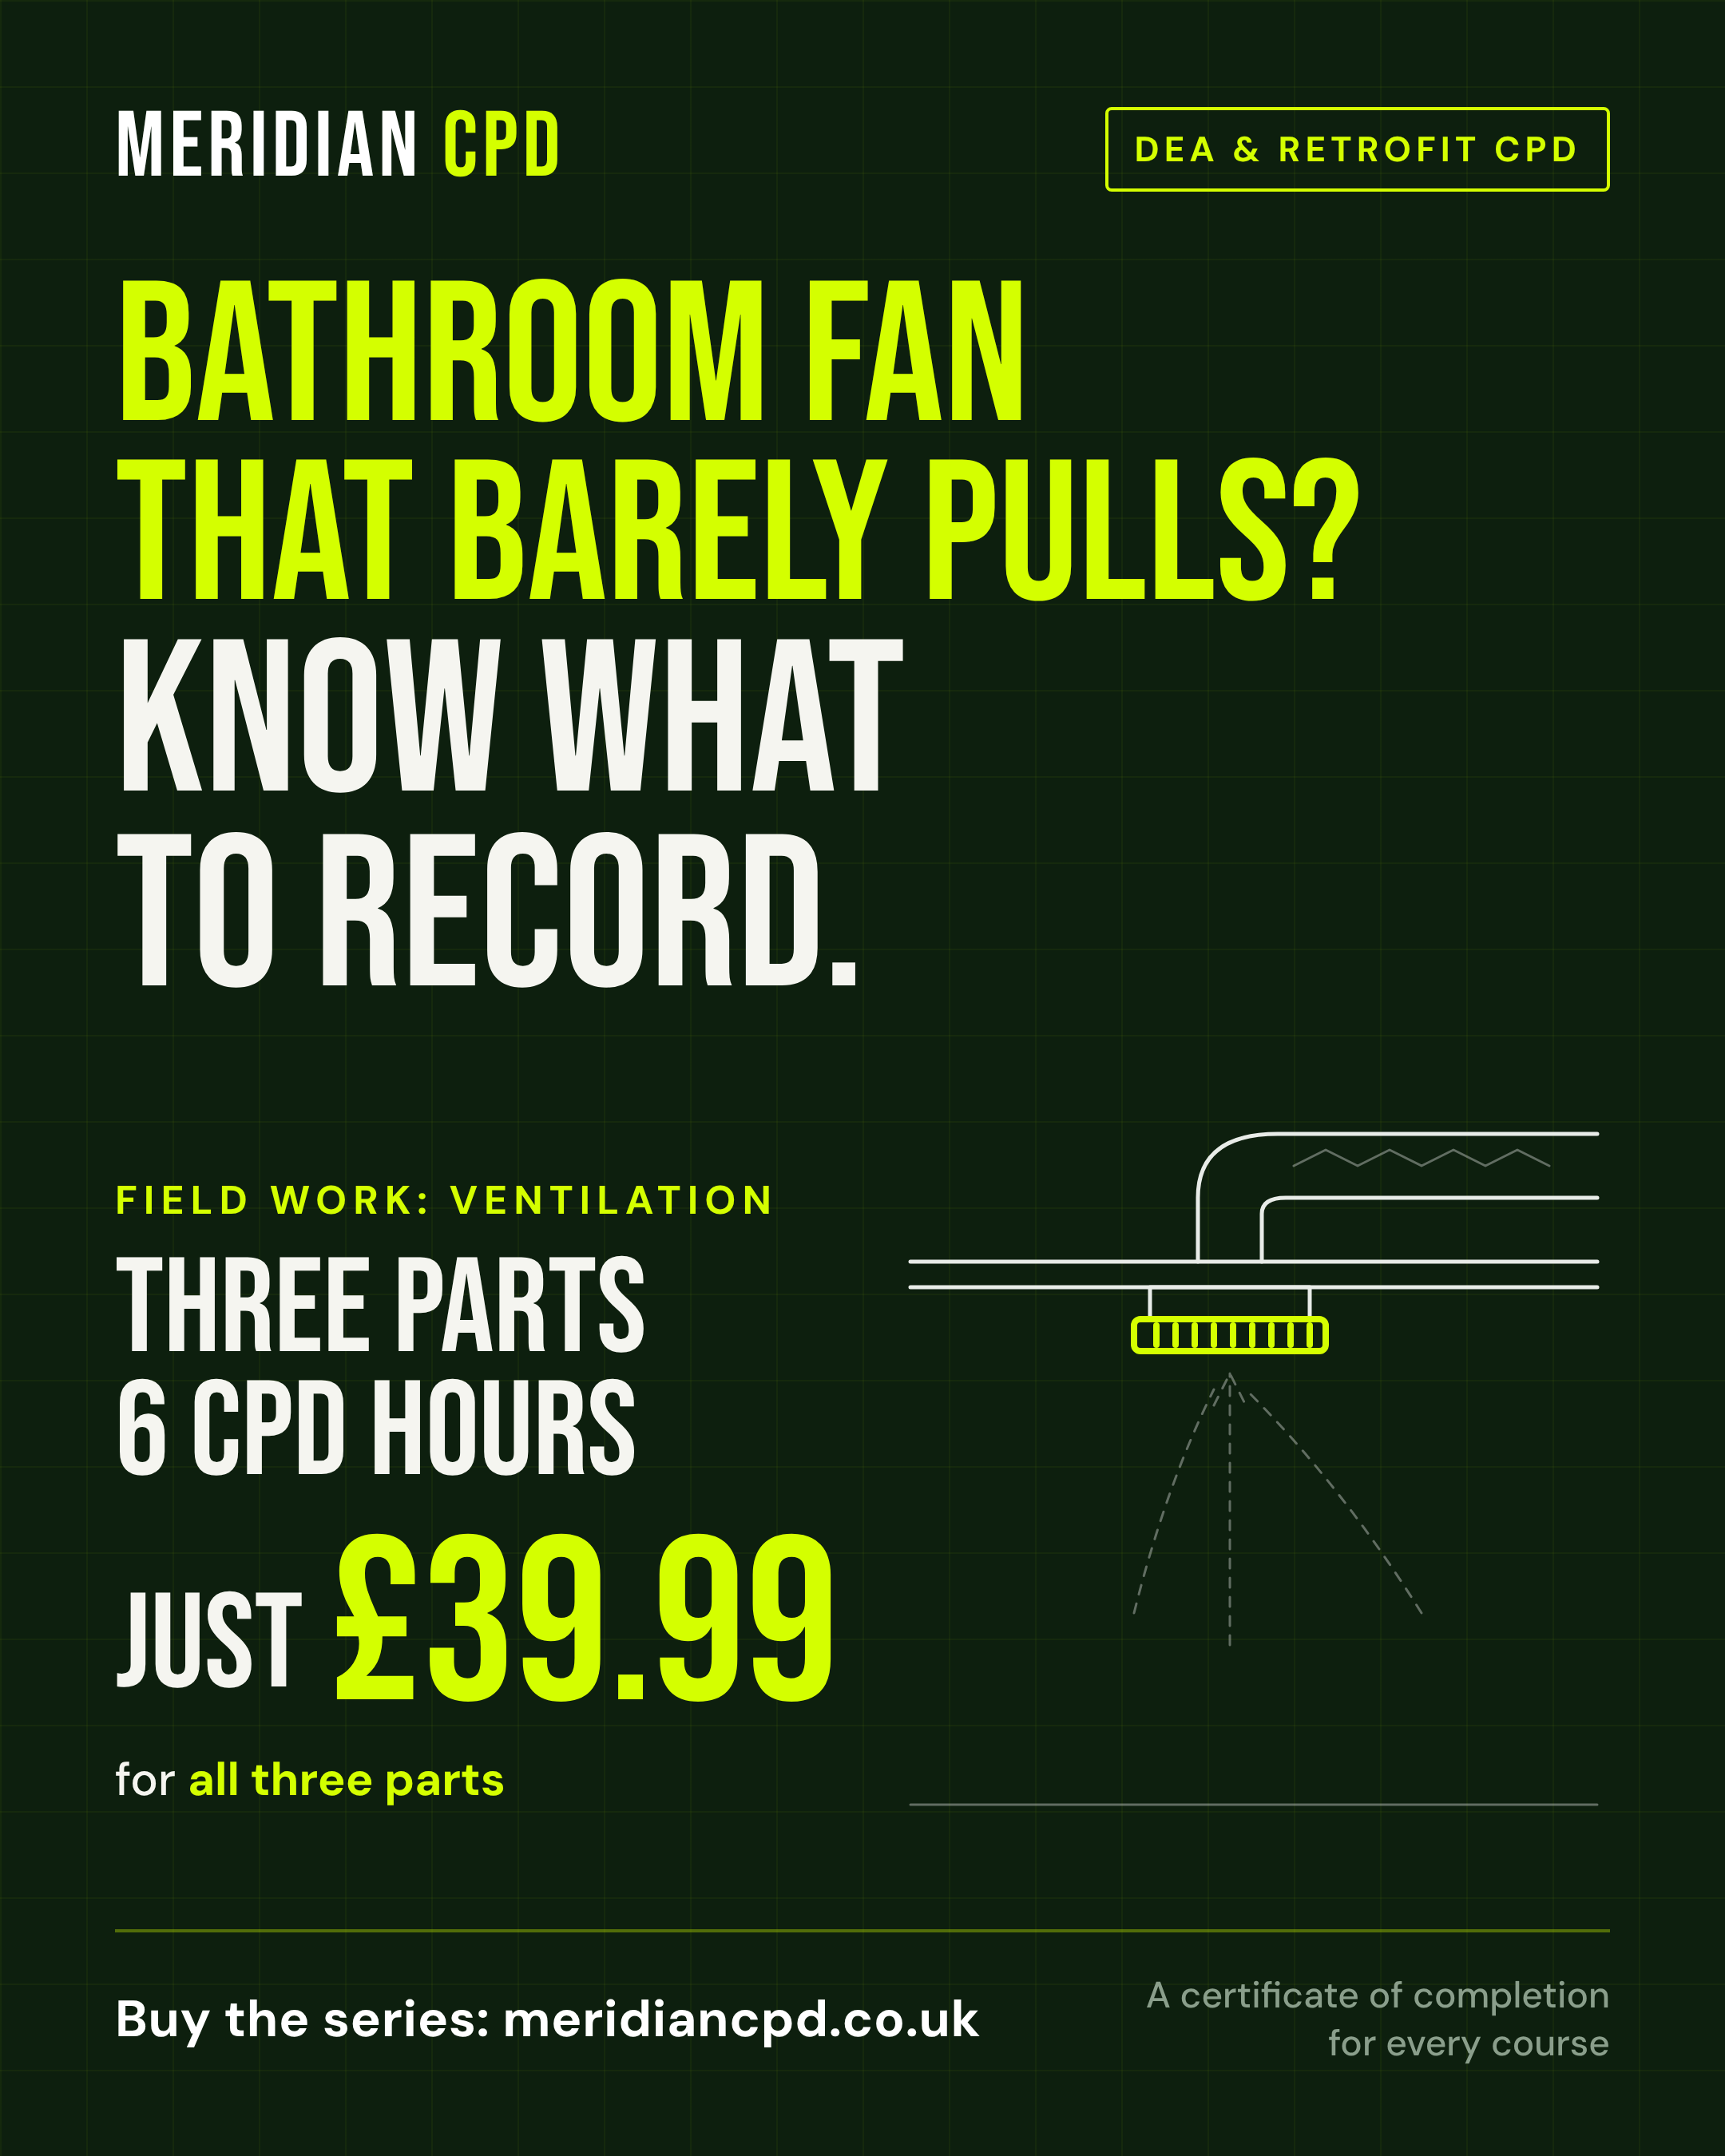 MERIDIAN CPD
DEA & RETROFIT CPD
BATHROOM FAN
THAT BARELY PULLS?
KNOW WHAT
TO RECORD.
FIELD WORK: VENTILATION
THREE PARTS
6 CPD HOURS
JUST £39.99
for all three parts
Buy the series: meridiancpd.co.uk
A certificate of completion
for every course